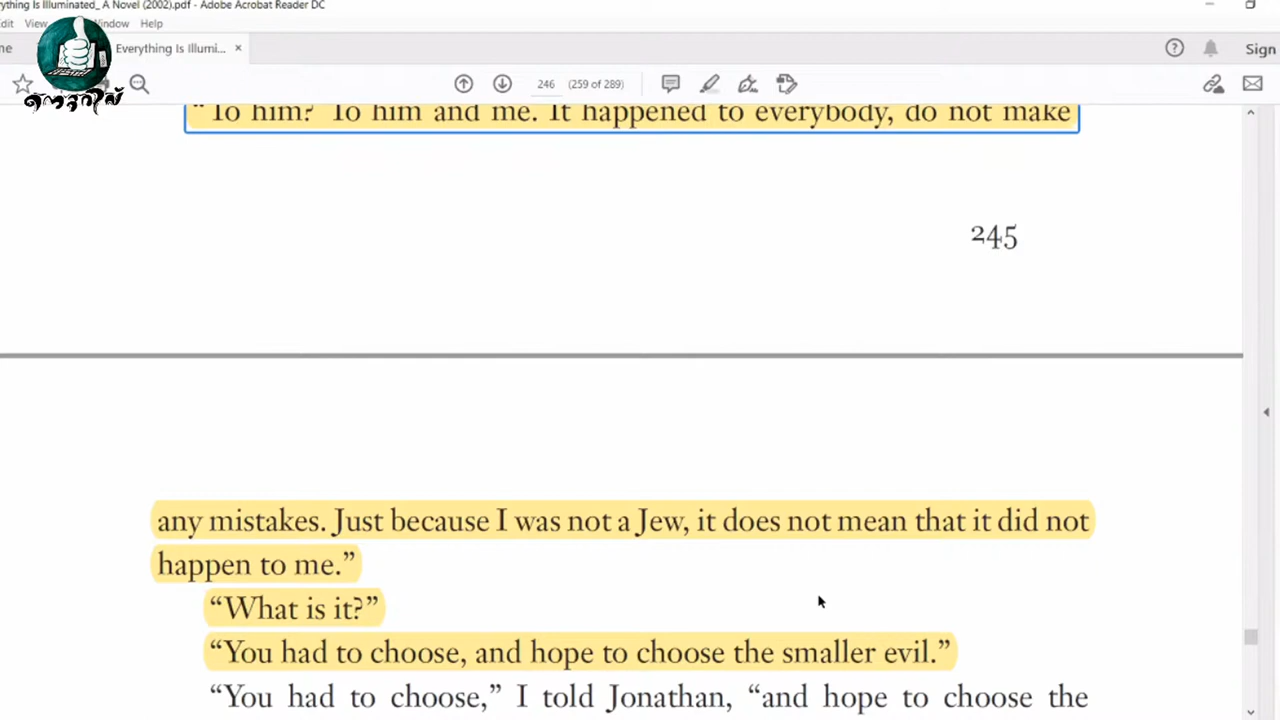 ything Is Illuminated_ A Novel (2002).pdf - Adobe Acrobat Reader DC
Edit View Window Help
me
Everything Is Illumi... ×
Sign
246 (259 of 289)
"To him? To him and me. It happened to everybody, do not make
245
any mistakes. Just because I was not a Jew, it does not mean that it did not
happen to me.”
“What is it?”
“You had to choose, and hope to choose the smaller evil.”
“You had to choose,” I told Jonathan, “and hope to choose the